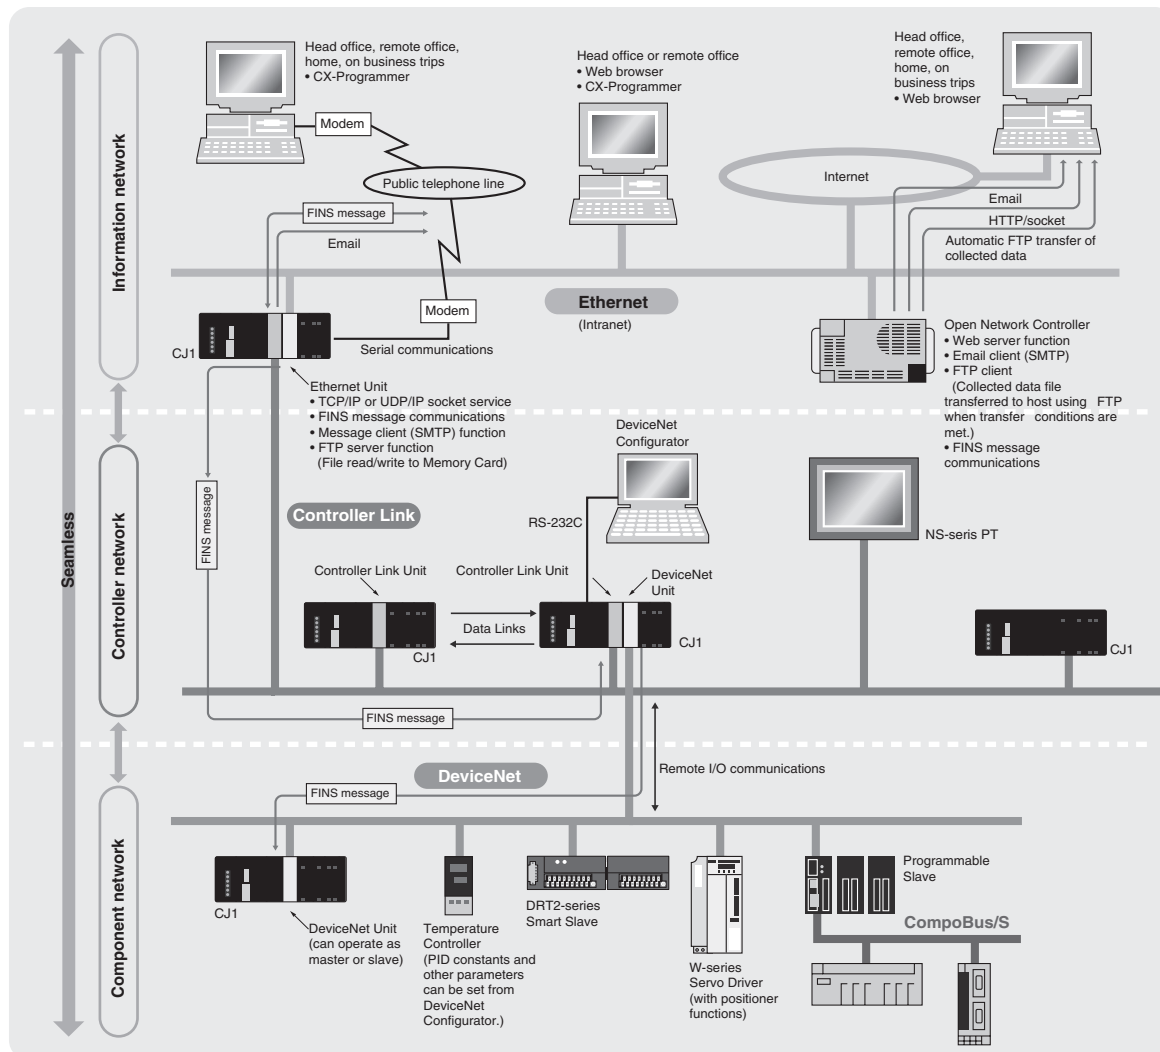 Seamless
Information network
Controller network
Component network
Head office, remote office,
home, on business trips
• CX-Programmer
Modem
Public telephone line
FINS message
Email
Modem
Serial communications
CJ1
Head office or remote office
• Web browser
• CX-Programmer
Head office,
remote office,
home, on
business trips
• Web browser
Internet
Email
HTTP/socket
Automatic FTP transfer of
collected data
Ethernet
(Intranet)
Ethernet Unit
• TCP/IP or UDP/IP socket service
• FINS message communications
• Message client (SMTP) function
• FTP server function
(File read/write to Memory Card)
Open Network Controller
• Web server function
• Email client (SMTP)
• FTP client
(Collected data file
transferred to host using FTP
when transfer conditions are
met.)
• FINS message
communications
FINS message
Controller Link
DeviceNet
Configurator
RS-232C
NS-seris PT
Controller Link Unit
CJ1
Data Links
Controller Link Unit
DeviceNet
Unit
CJ1
CJ1
FINS message
Remote I/O communications
DeviceNet
FINS message
CJ1
DeviceNet Unit
(can operate as
master or slave)
Temperature
Controller
(PID constants and
other parameters
can be set from
DeviceNet
Configurator.)
DRT2-series
Smart Slave
W-series
Servo Driver
(with positioner
functions)
Programmable
Slave
CompoBus/S